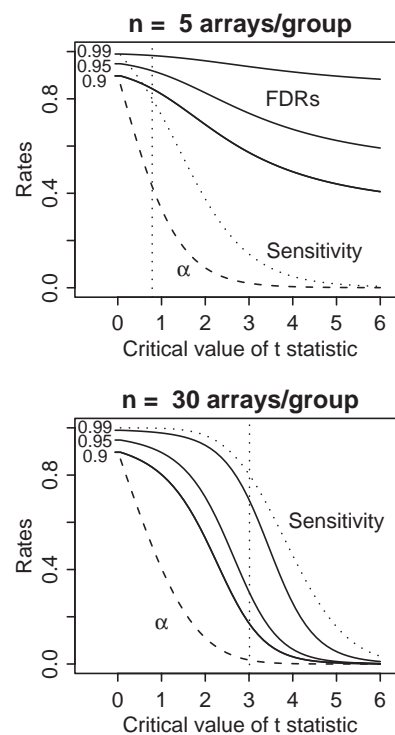 n = 5 arrays/group
0.99
0.95
0.9
FDRs
Sensitivity
α
Rates
0.0 0.4 0.8
0 1 2 3 4 5 6
Critical value of t statistic
n = 30 arrays/group
0.99
0.95
0.9
Sensitivity
α
Rates
0.0 0.4 0.8
0 1 2 3 4 5 6
Critical value of t statistic